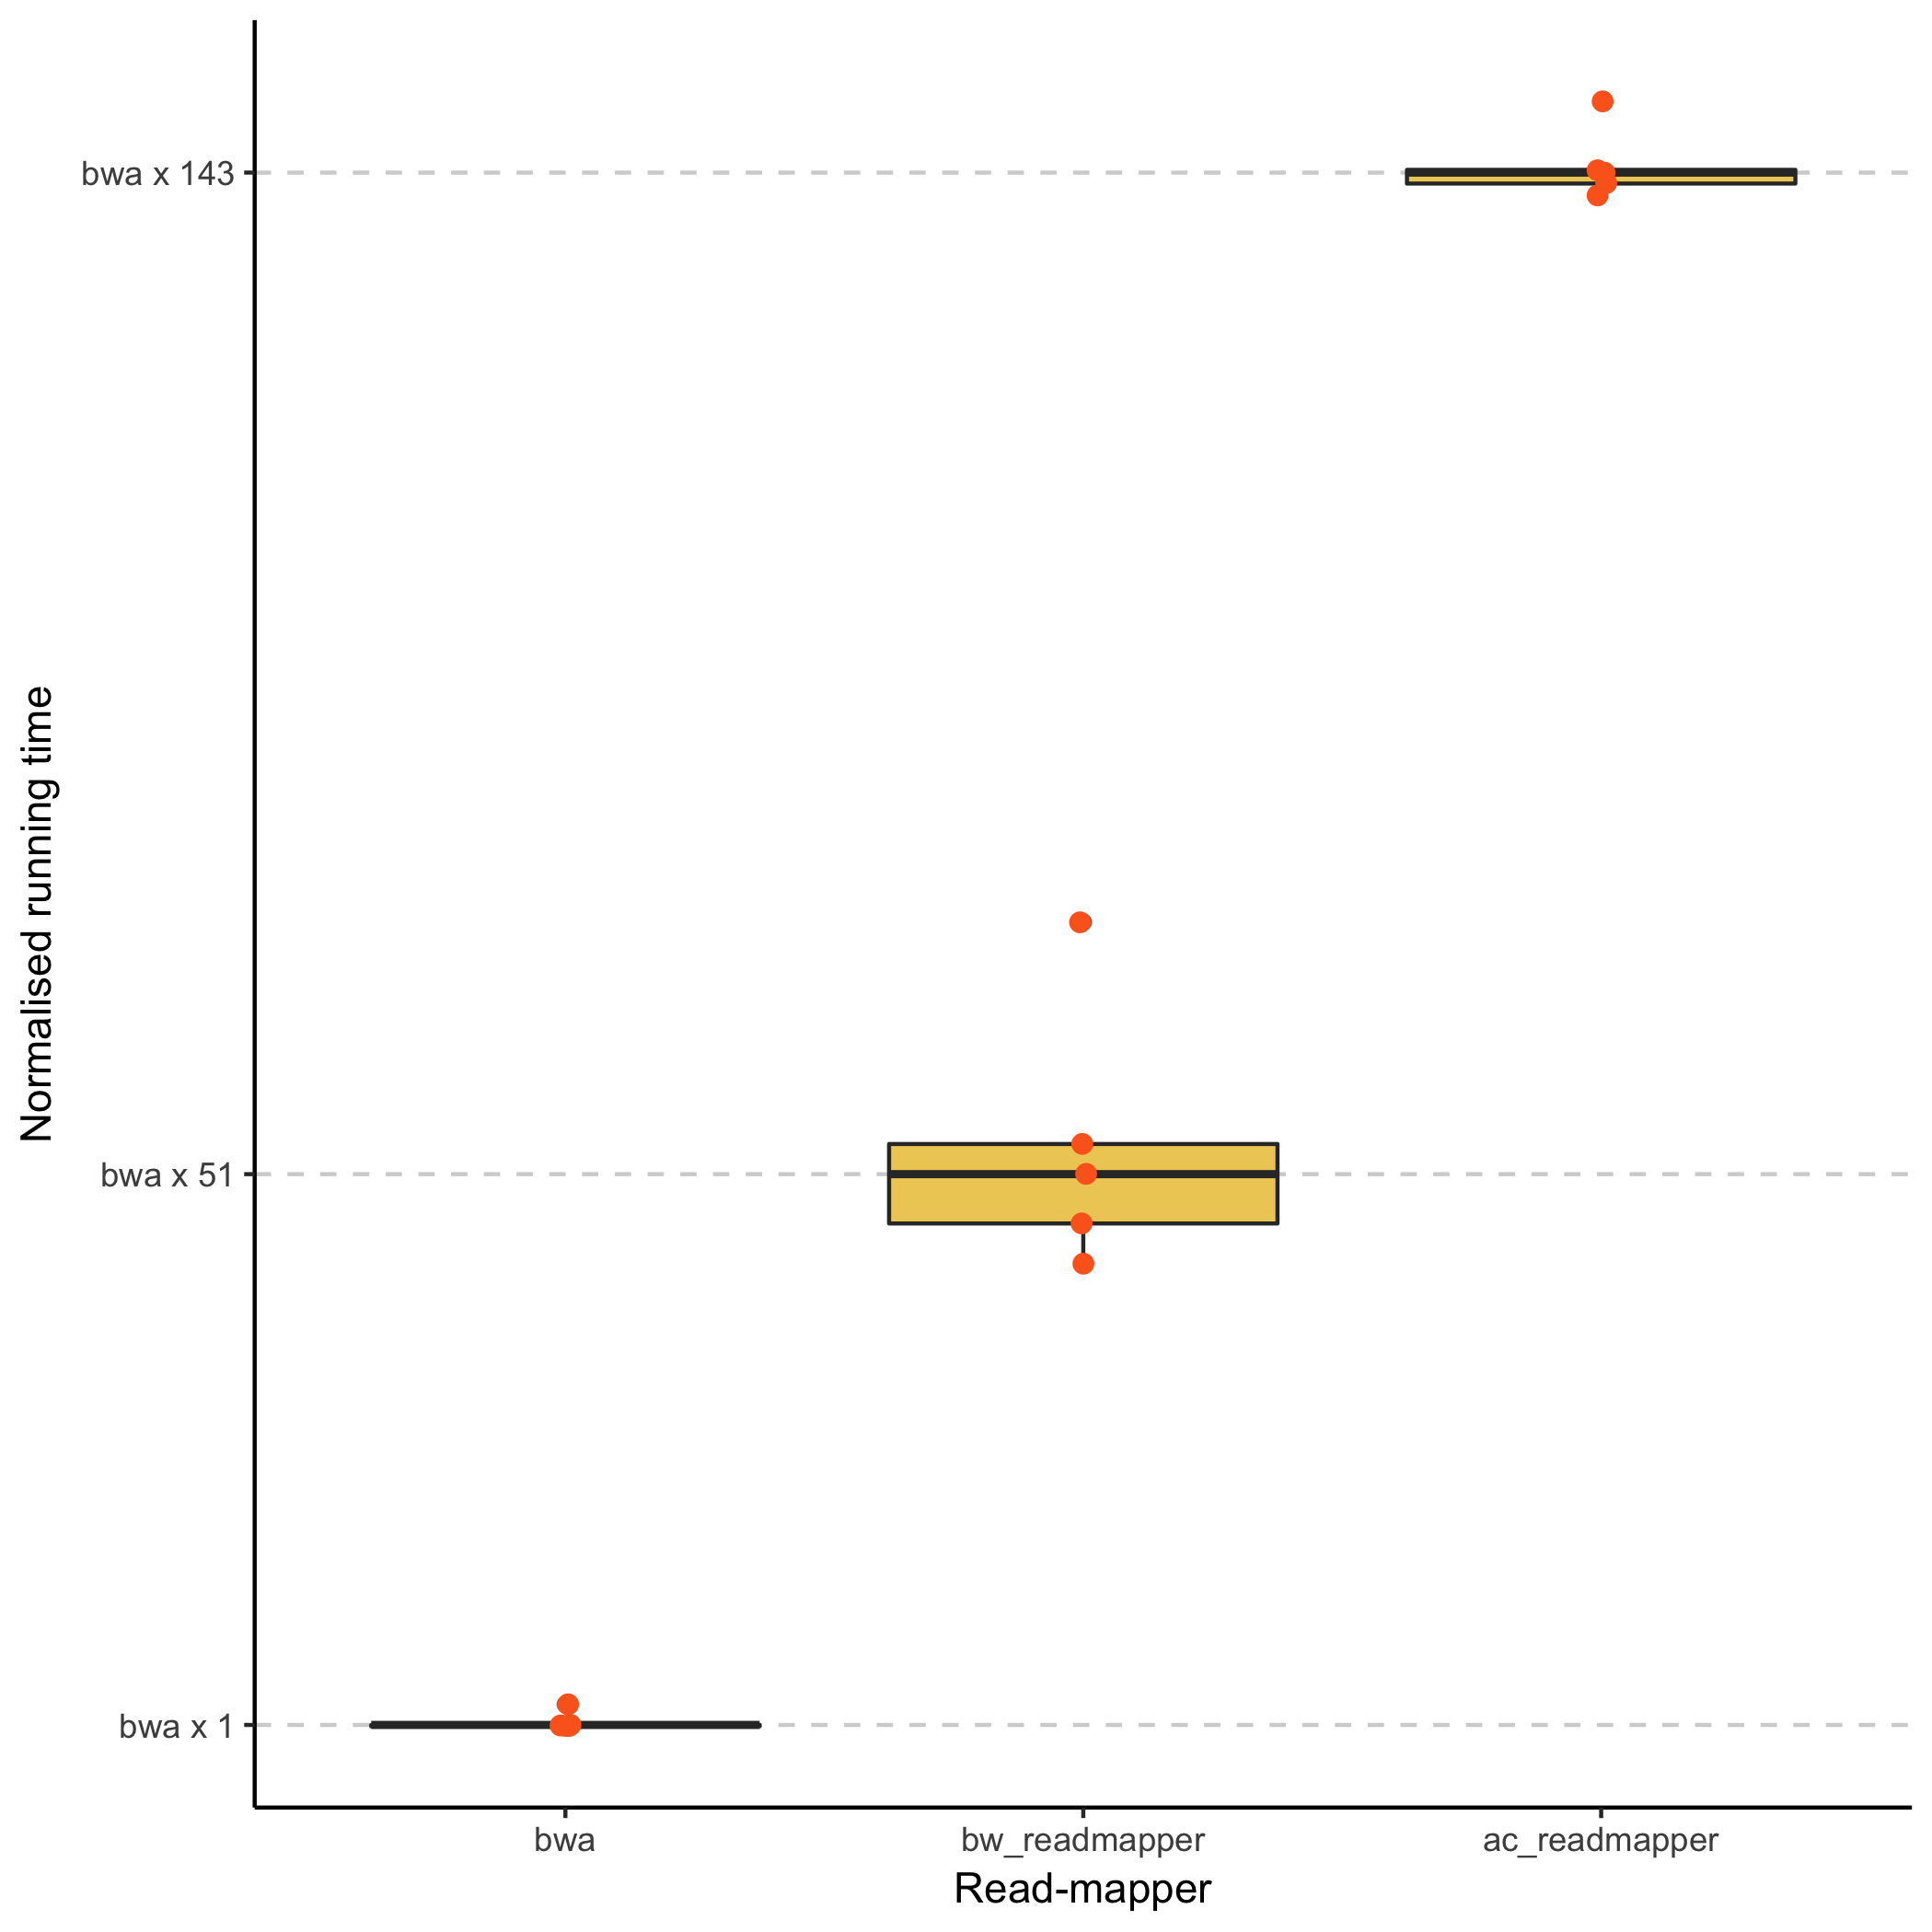 Normalised running time
bwa x 143
bwa x 51
bwa x 1
bwa
bw_readmapper
ac_readmapper
Read-mapper